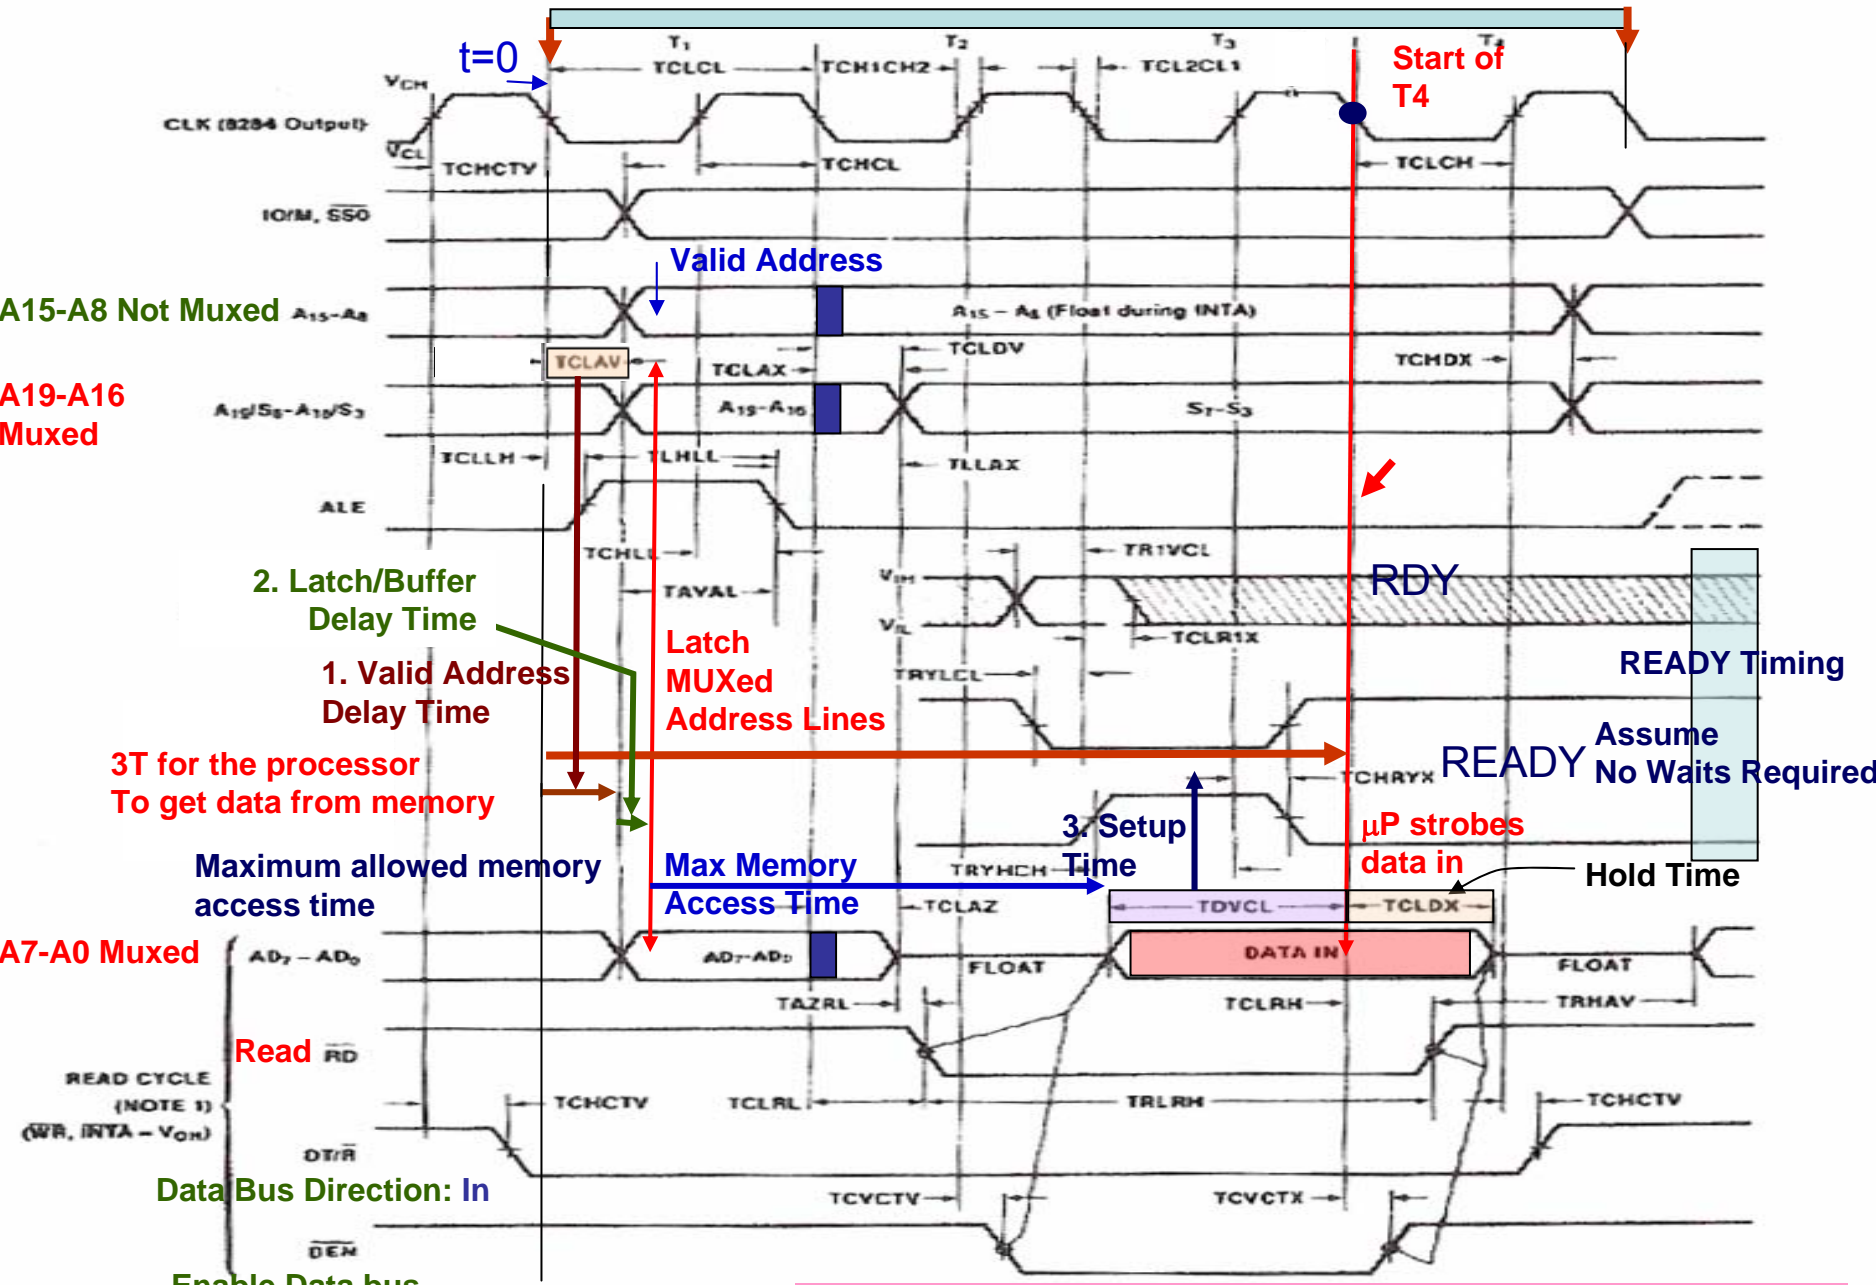 T1 T2 T3 T4
t=0
TCLCL TCH1CH2 TCL2CL1
Start of
T4
VCH
CLK (8284 Output)
VCL
TCHCTV TCHCL TCLCH
IO/M, SSO
Valid Address
A15-A8 Not Muxed A15-A8 A15 – A8 (Float during INTA)
TCLAV TCLAX TCLDV TCHDX
A19-A16
Muxed
A19/S6-A16/S3 A19-A16 S7-S3
TCLLH TLHLL TLLAX
ALE
TCHLL TR1VCL
VIH
RDY
2. Latch/Buffer
Delay Time
TAVAL
VIL
TCLR1X
Latch
MUXed
Address Lines
1. Valid Address
Delay Time
TRYLCL
READY Timing
3T for the processor
To get data from memory
READY
Assume
No Waits Required
TCHRYX
3. Setup
Time
µP strobes
data in
Maximum allowed memory
access time
Max Memory
Access Time
TRYHCH
Hold Time
TCLAZ TDVCL TCLDX
A7-A0 Muxed AD7-AD0 AD7-AD0 FLOAT DATA IN FLOAT
TAZRL TCLRH TRHAV
Read RD
READ CYCLE
(NOTE 1)
(WR, INTA – VOH)
TCHCTV TCLRL TRLRH TCHCTV
DT/R
Data Bus Direction: In
TCVCTV TCVCTX
DEN
Enable Data bus